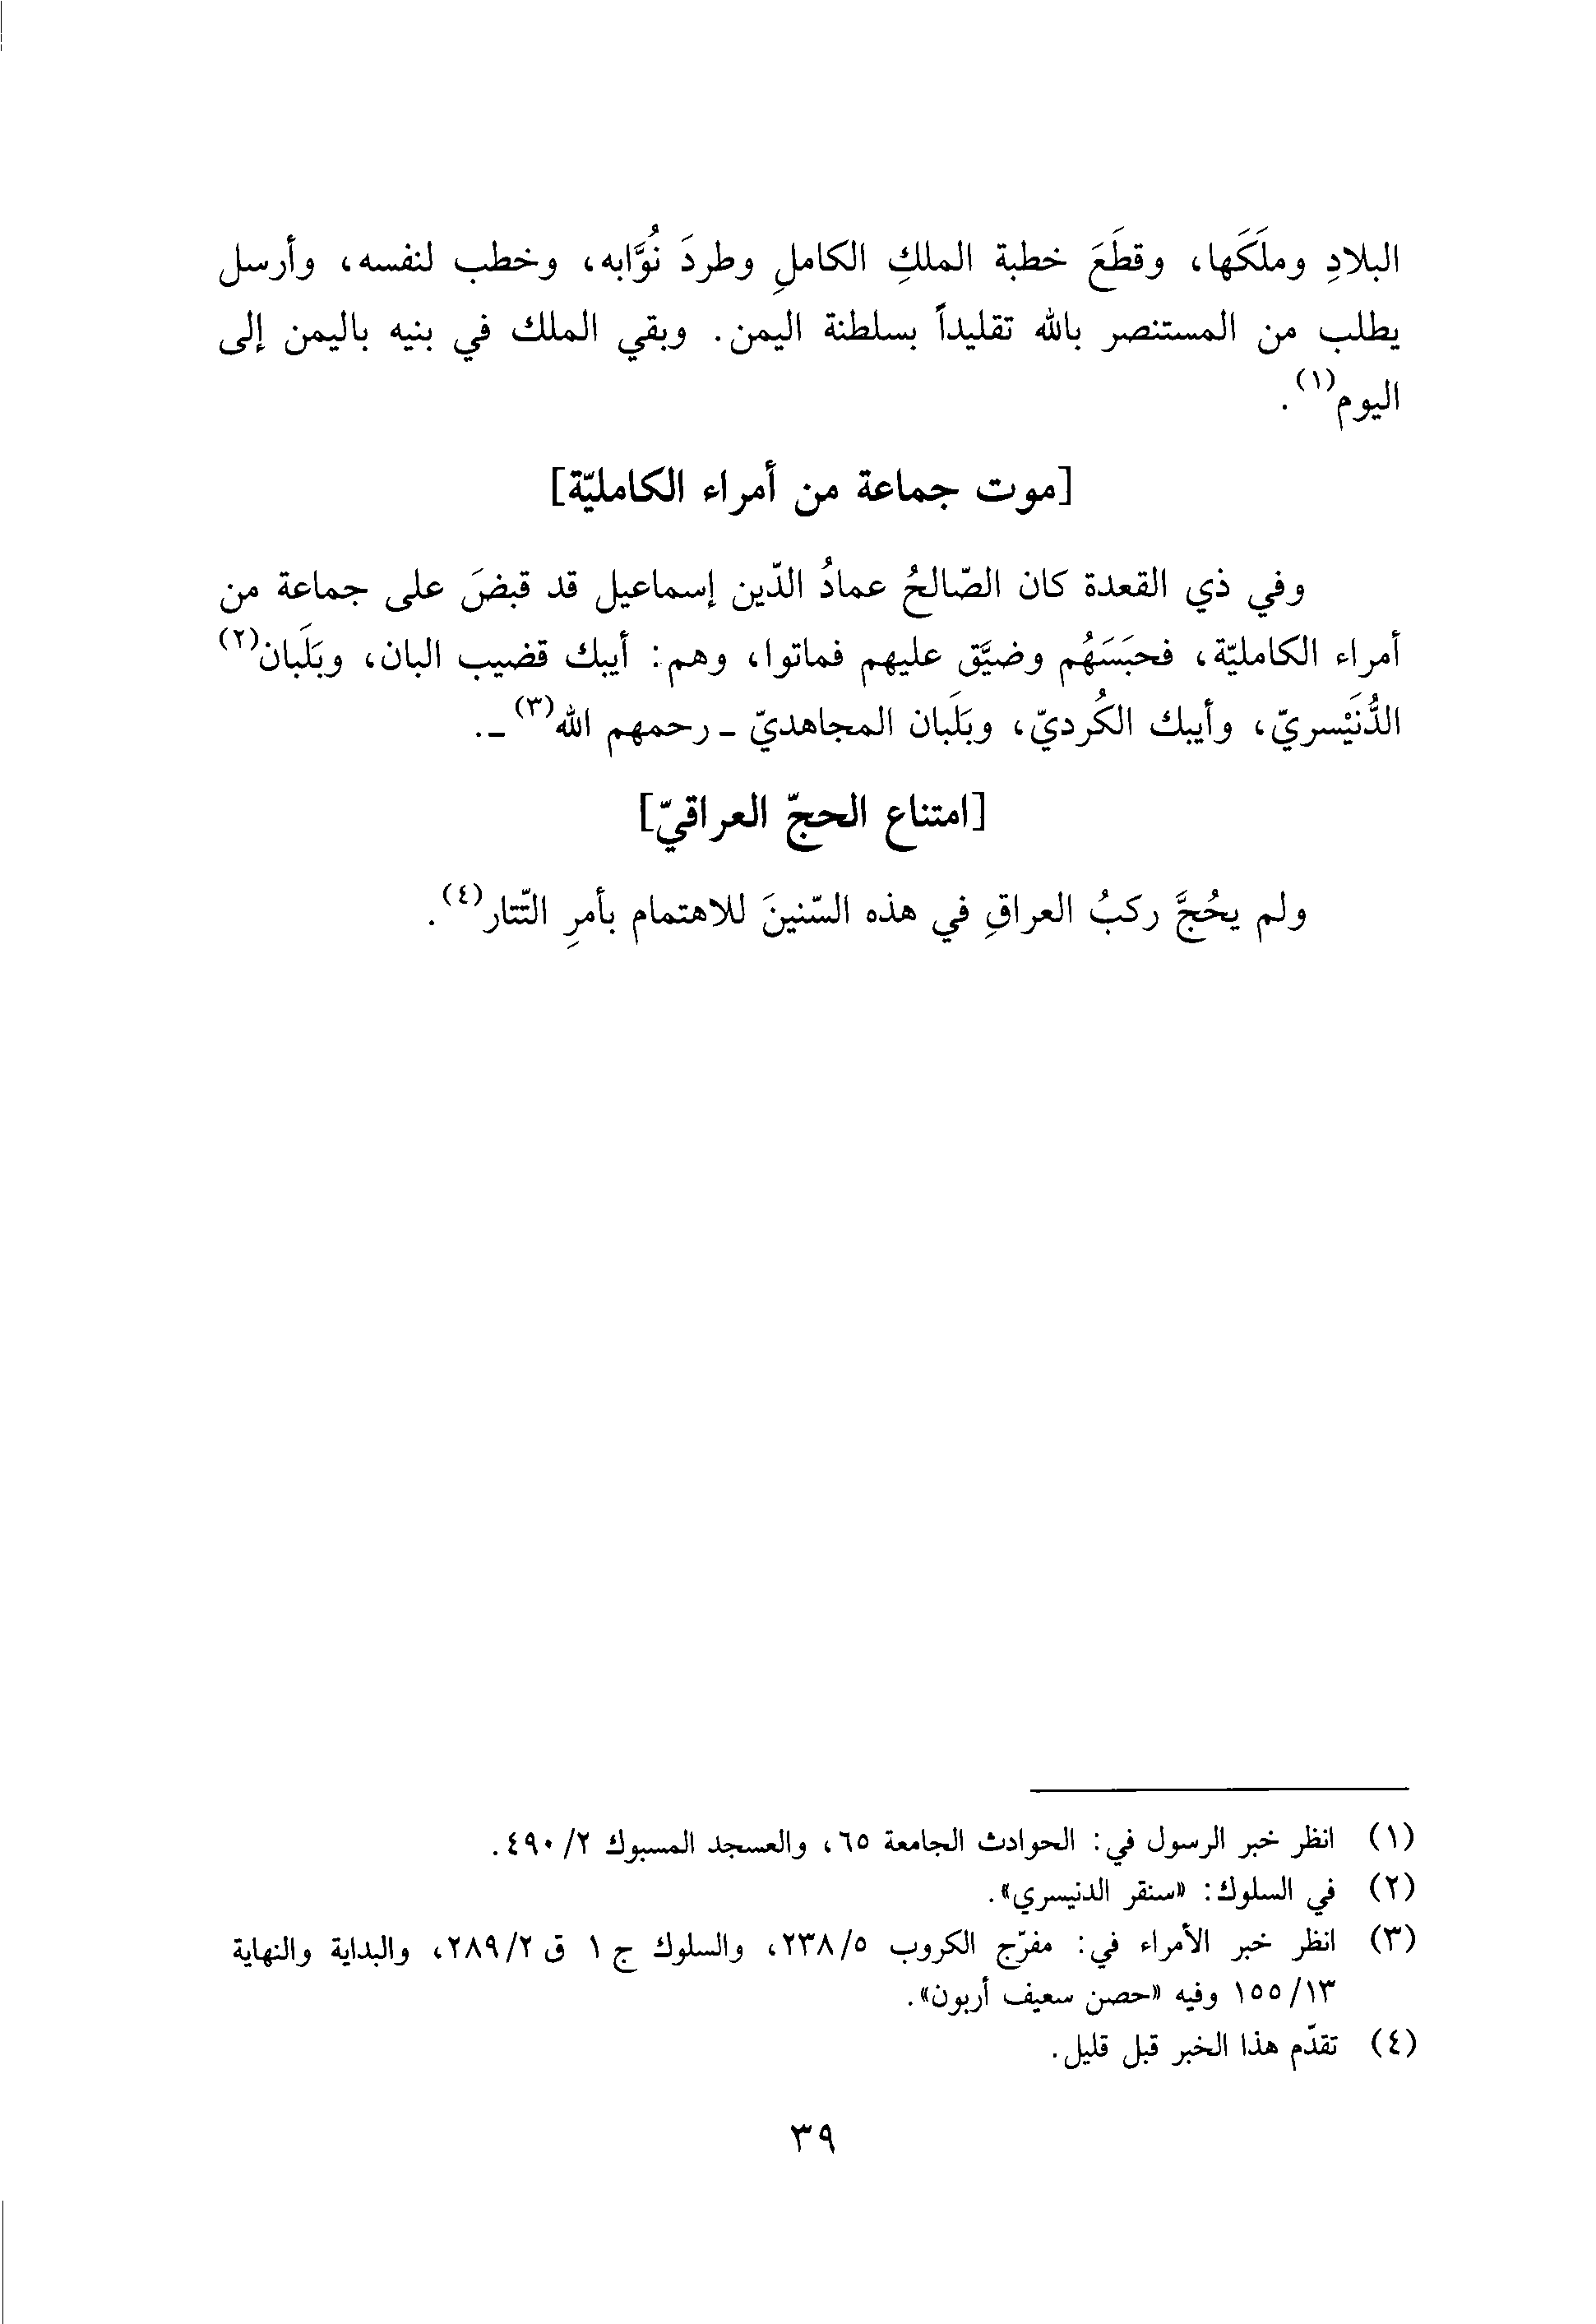 البلادِ وملَكَها، وقطَعَ خطبة الملكِ الكاملِ وطردَ نُوَّابه، وخطب لنفسه، وأرسل
يطلب من المستنصر بالله تقليداً بسلطنة اليمن. وبقي الملك في بنيه باليمن إلى
اليوم(١).
[موت جماعة من أمراء الكامليّة]
وفي ذي القعدة كان الصّالحُ عمادُ الدّين إسماعيل قد قبضَ على جماعة من
أمراء الكامليّة، فحبَسَهُم وضيَّق عليهم فماتوا، وهم: أيبك قضيب البان، وبَلَبان(٢)
الدُّنَيْسريّ، وأيبك الكُرديّ، وبَلَبان المجاهديّ ـ رحمهم الله(٣) ـ.
[امتناع الحجّ العراقيّ]
ولم يحُجَّ ركبُ العراقِ في هذه السّنينَ للاهتمام بأمرِ التّتار(٤).
(١) انظر خبر الرسول في: الحوادث الجامعة ٦٥، والعسجد المسبوك ٢/ ٤٩٠.
(٢) في السلوك: «سنقر الدنيسري».
(٣) انظر خبر الأمراء في: مفرّج الكروب ٥/ ٢٣٨، والسلوك ج ١ ق ٢/ ٢٨٩، والبداية والنهاية
١٣/ ١٥٥ وفيه «حصن سعيف أربون».
(٤) تقدّم هذا الخبر قبل قليل.
٣٩